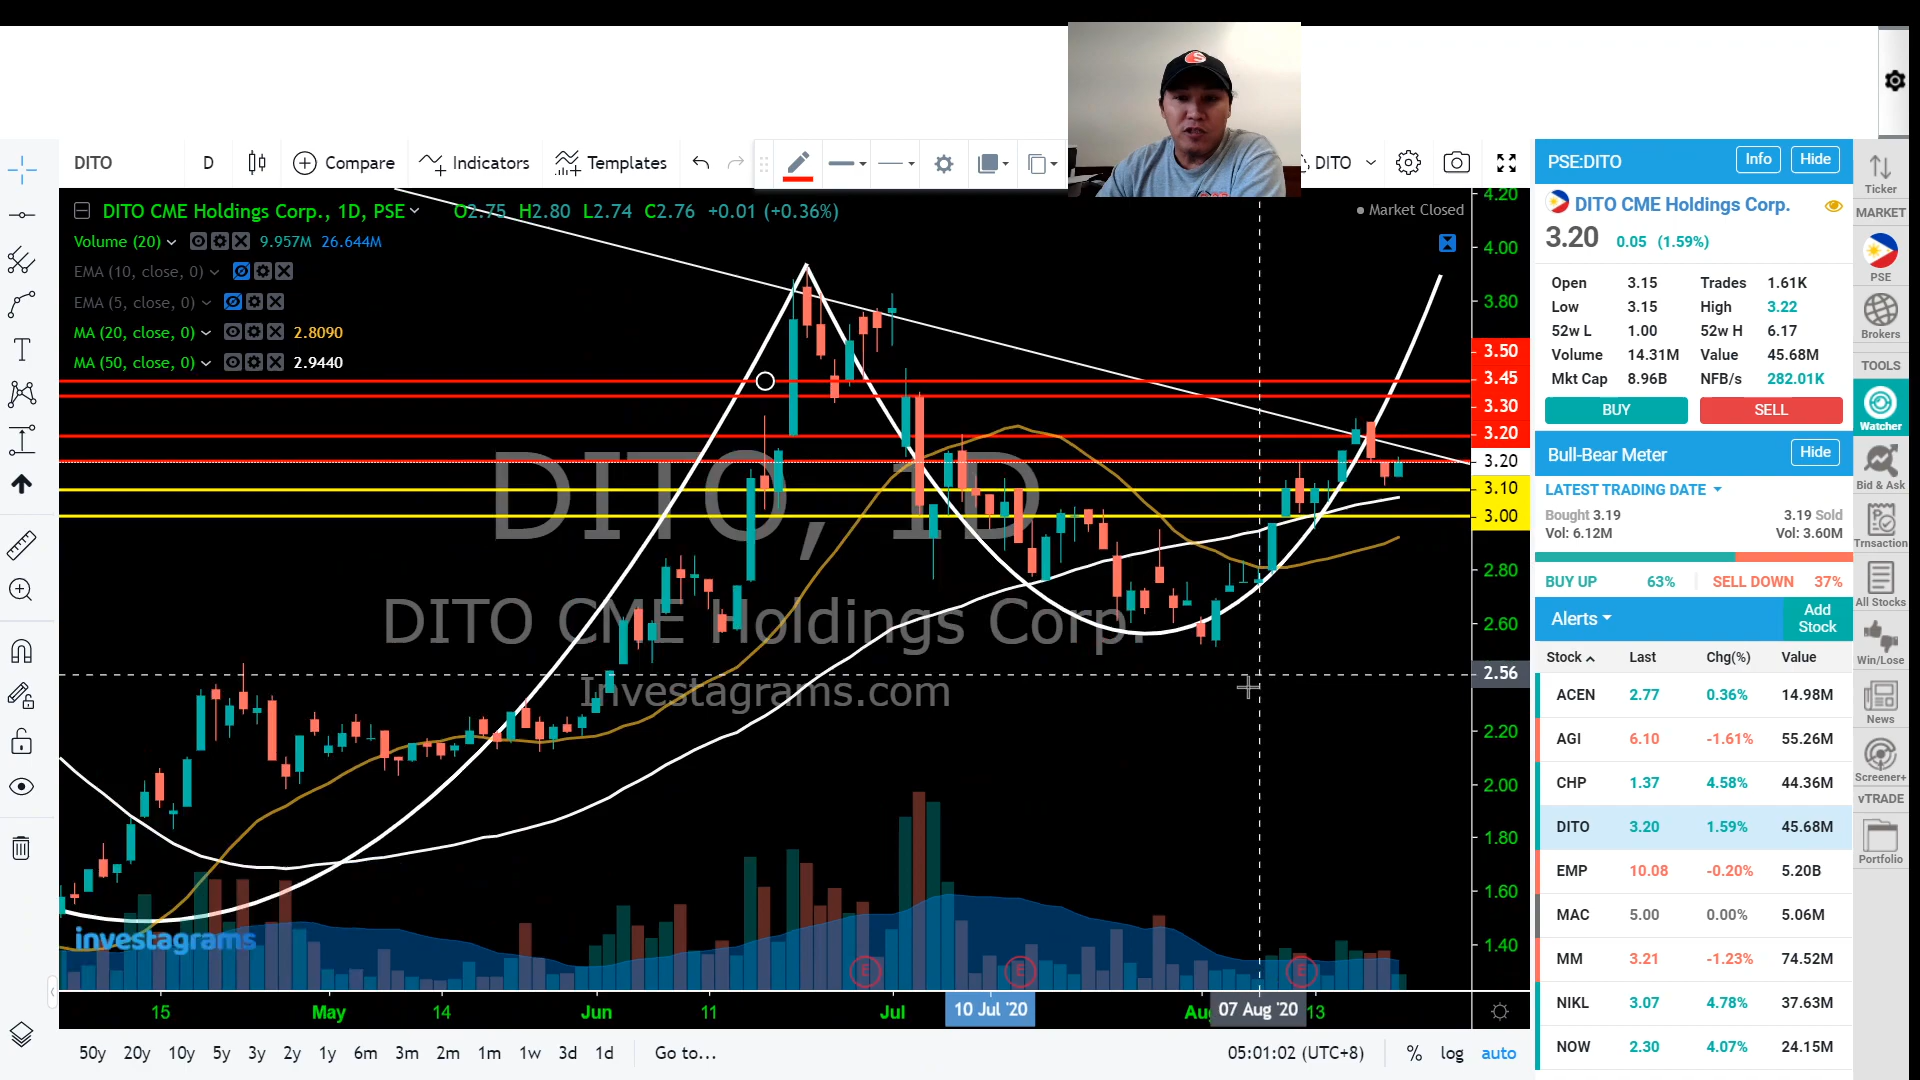 DITO
D
Compare
Indicators
Templates
DITO
DITO CME Holdings Corp., 1D, PSE
O2.75 H2.80 L2.74 C2.76 +0.01 (+0.36%)
Market Closed
Volume (20) 9.957M 26.644M
EMA (10, close, 0)
EMA (5, close, 0)
MA (20, close, 0) 2.8090
MA (50, close, 0) 2.9440
DITO, 1D
DITO CME Holdings Corp.
Investagrams.com
investagrams
4.20
4.00
3.80
3.50
3.45
3.30
3.20
3.20
3.10
3.00
2.80
2.60
2.56
2.20
2.00
1.80
1.60
1.40
E E E
15 May 14 Jun 11 Jul 10 Jul '20 07 Aug '20 13
50y 20y 10y 5y 3y 2y 1y 6m 3m 2m 1m 1w 3d 1d Go to...
05:01:02 (UTC+8) % log auto
PSE:DITO Info Hide
DITO CME Holdings Corp.
3.20 0.05 (1.59%)
Open 3.15 Trades 1.61K
Low 3.15 High 3.22
52w L 1.00 52w H 6.17
Volume 14.31M Value 45.68M
Mkt Cap 8.96B NFB/s 282.01K
BUY SELL
Bull-Bear Meter Hide
LATEST TRADING DATE
Bought 3.19 3.19 Sold
Vol: 6.12M Vol: 3.60M
BUY UP 63% SELL DOWN 37%
Alerts Add Stock
Stock Last Chg(%) Value
ACEN 2.77 0.36% 14.98M
AGI 6.10 -1.61% 55.26M
CHP 1.37 4.58% 44.36M
DITO 3.20 1.59% 45.68M
EMP 10.08 -0.20% 5.20B
MAC 5.00 0.00% 5.06M
MM 3.21 -1.23% 74.52M
NIKL 3.07 4.78% 37.63M
NOW 2.30 4.07% 24.15M
Ticker
MARKET
PSE
Brokers
TOOLS
Watcher
Bid & Ask
Trnsaction
All Stocks
Win/Lose
News
Screener+
vTRADE
Portfolio